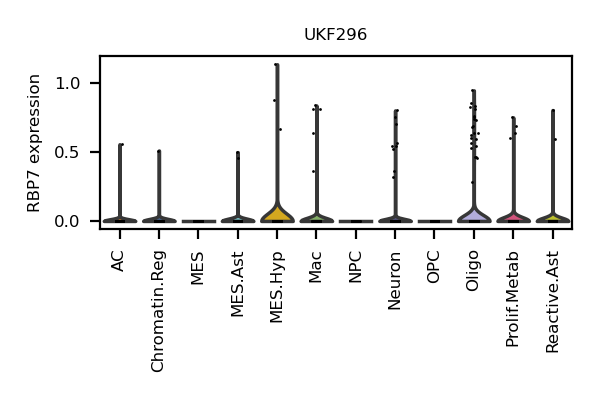 UKF296
RBP7 expression
1.0
0.5
0.0
AC
Chromatin.Reg
MES
MES.Ast
MES.Hyp
Mac
NPC
Neuron
OPC
Oligo
Prolif.Metab
Reactive.Ast